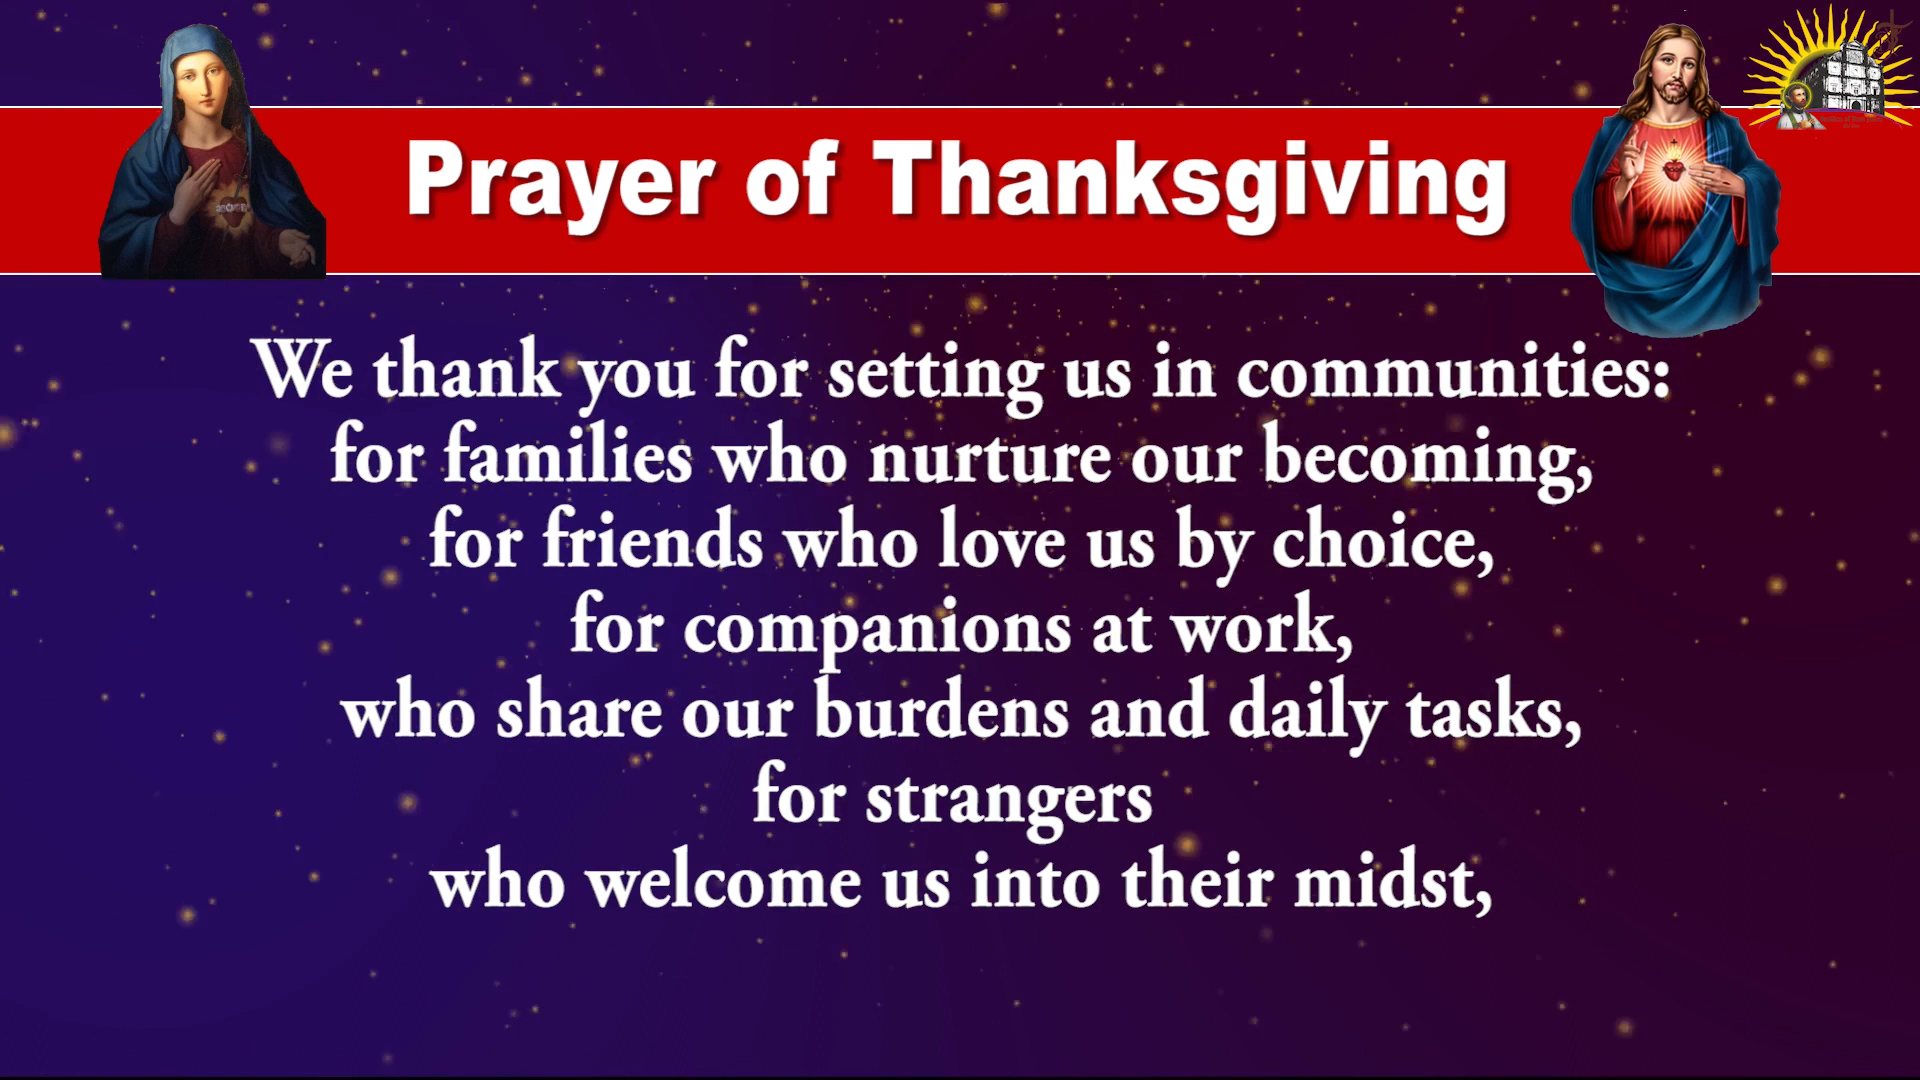 Prayer of Thanksgiving
We thank you for setting us in communities:
for families who nurture our becoming,
for friends who love us by choice,
for companions at work,
who share our burdens and daily tasks,
for strangers
who welcome us into their midst,